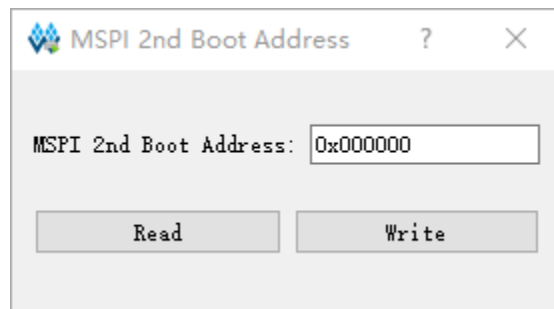 MSPI 2nd Boot Address ?
MSPI 2nd Boot Address: 0x000000
Read Write